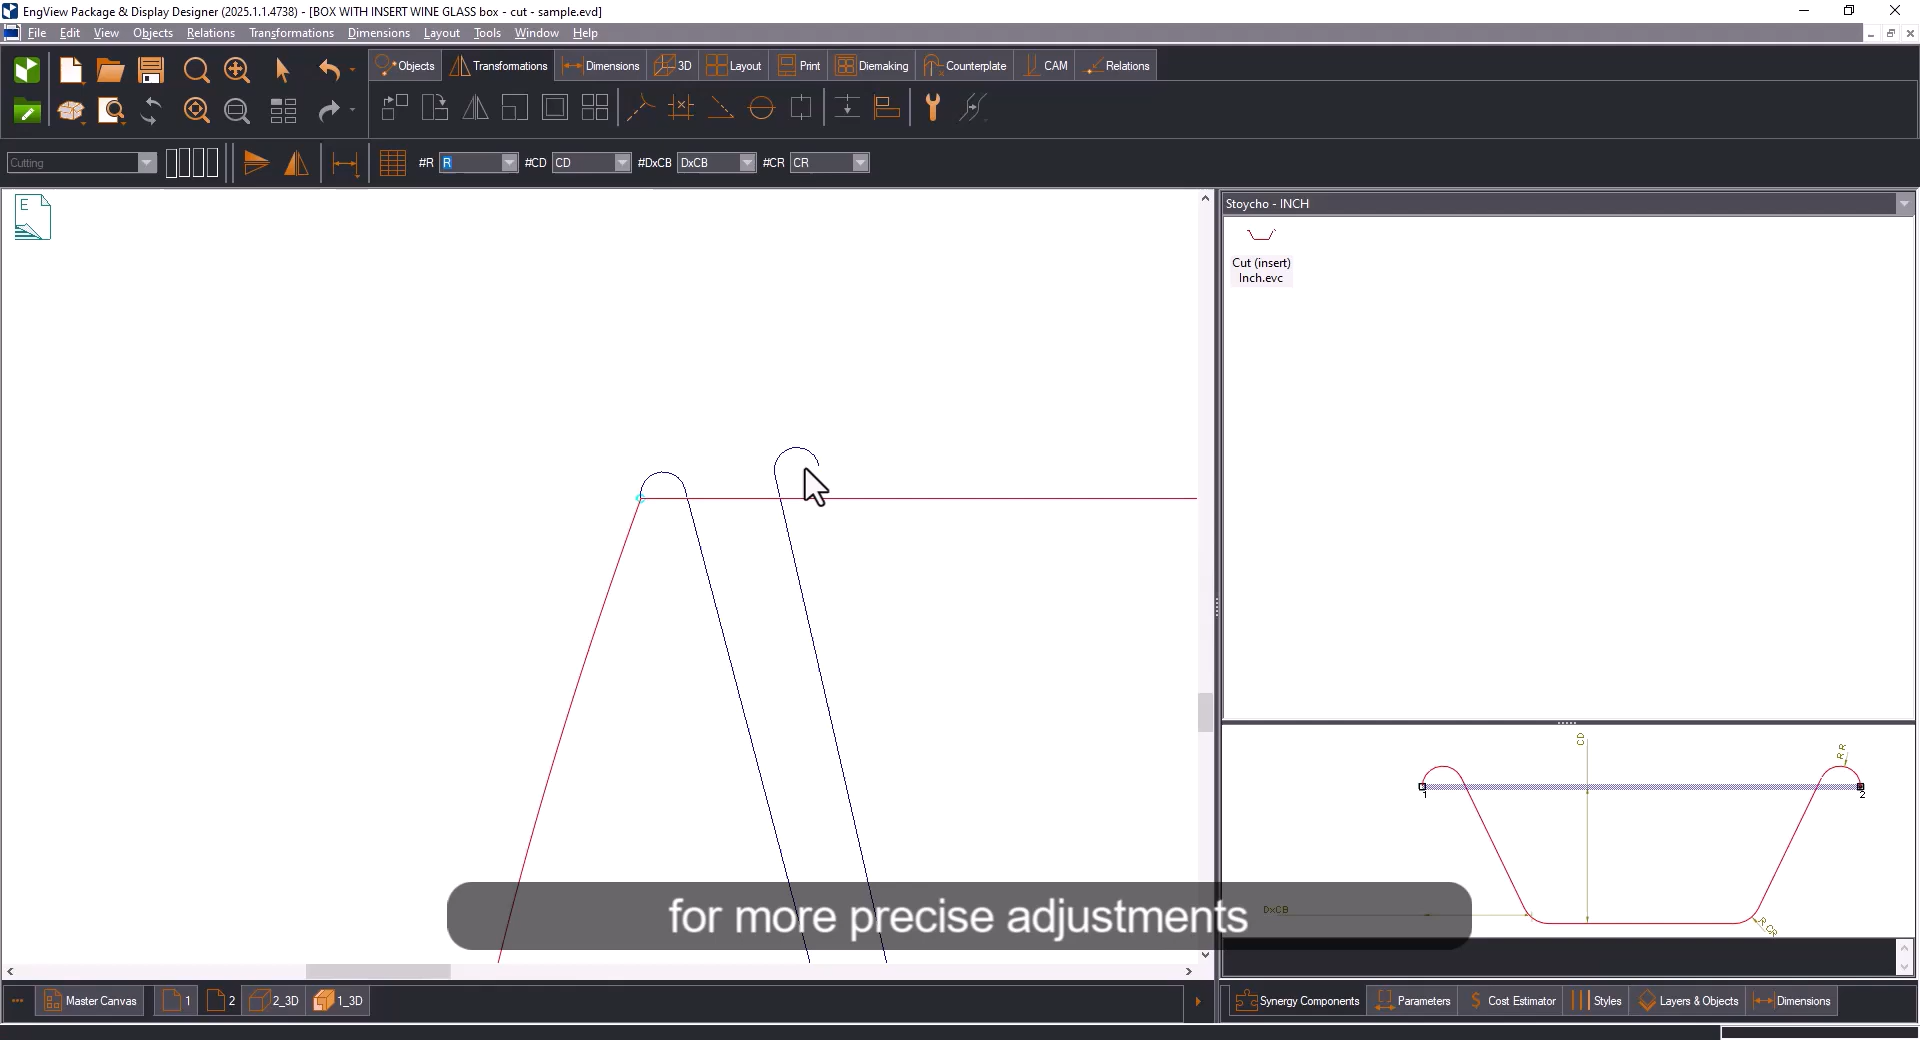 EngView Package & Display Designer (2025.1.1.4738) - [BOX WITH INSERT WINE GLASS box - cut - sample.evd]
File Edit View Objects Relations Transformations Dimensions Layout Tools Window Help
Objects Transformations Dimensions 3D Layout Print Diemaking Counterplate CAM Relations
Cutting #R R #CD CD #DxCB DxCB #CR CR
E
Stoycho - INCH
Cut (insert)
Inch.evc
CD
R R
1
2
DxCB
R CR
for more precise adjustments
Master Canvas 1 2 2_3D 1_3D
Synergy Components Parameters $ Cost Estimator Styles Layers & Objects Dimensions